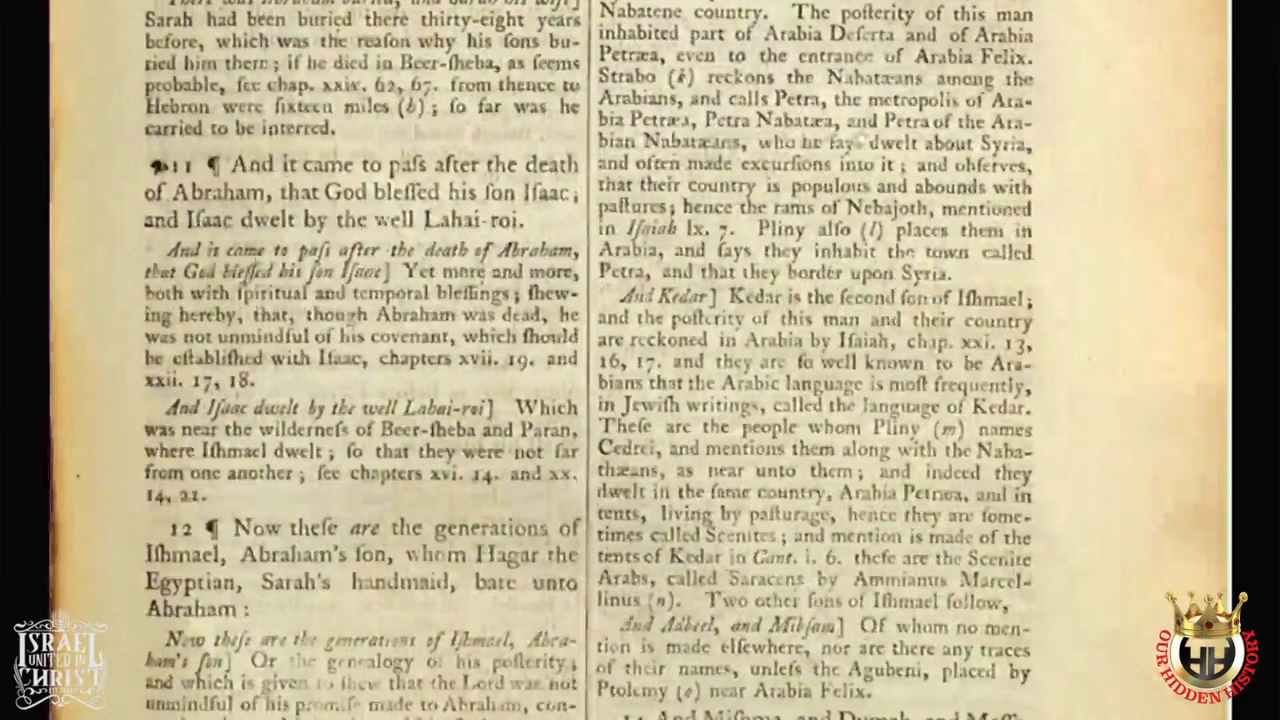 There was Abraham buried, and Sarah his wife]
Sarah had been buried there thirty-eight years
before, which was the reaſon why his ſons bu-
ried him there; if he died in Beer-ſheba, as ſeems
probable, ſee chap. xxiv. 62, 67. from thence to
Hebron were ſixteen miles (h); ſo far was he
carried to be interred.
11 ¶ And it came to paſs after the death
of Abraham, that God bleſſed his ſon Iſaac;
and Iſaac dwelt by the well Lahai-roi.
And it came to paſs after the death of Abraham,
that God bleſſed his ſon Iſaac] Yet more and more,
both with ſpiritual and temporal bleſſings; ſhew-
ing hereby, that, though Abraham was dead, he
was not unmindful of his covenant, which ſhould
be eſtabliſhed with Iſaac, chapters xvii. 19. and
xxii. 17, 18.
And Iſaac dwelt by the well Lahai-roi] Which
was near the wilderneſs of Beer-ſheba and Paran,
where Iſhmael dwelt; ſo that they were not far
from one another; ſee chapters xvi. 14. and xx.
14, 21.
12 ¶ Now theſe are the generations of
Iſhmael, Abraham's ſon, whom Hagar the
Egyptian, Sarah's handmaid, bare unto
Abraham:
Now theſe are the generations of Iſhmael, Abra-
ham's ſon] Or the genealogy of his poſterity;
and which is given to ſhew that the Lord was not
unmindful of his promiſe made to Abraham, con-
Nabatene country. The poſterity of this man
inhabited part of Arabia Deſerta and of Arabia
Petræa, even to the entrance of Arabia Felix.
Strabo (k) reckons the Nabatæans among the
Arabians, and calls Petra, the metropolis of Ara-
bia Petræa, Petra Nabatæa, and Petra of the Ara-
bian Nabatæans, who he ſays dwelt about Syria,
and often made excurſions into it; and obſerves,
that their country is populous and abounds with
paſtures; hence the rams of Nebajoth, mentioned
in Iſaiah lx. 7. Pliny alſo (l) places them in
Arabia, and ſays they inhabit the town called
Petra, and that they border upon Syria.
And Kedar] Kedar is the ſecond ſon of Iſhmael;
and the poſterity of this man and their country
are reckoned in Arabia by Iſaiah, chap. xxi. 13,
16, 17. and they are ſo well known to be Ara-
bians that the Arabic language is moſt frequently,
in Jewiſh writings, called the language of Kedar.
Theſe are the people whom Pliny (m) names
Cedrei, and mentions them along with the Naba-
thæans, as near unto them; and indeed they
dwelt in the ſame country, Arabia Petræa, and in
tents, living by paſturage, hence they are ſome-
times called Scenites; and mention is made of the
tents of Kedar in Cant. i. 6. theſe are the Scenite
Arabs, called Saracens by Ammianus Marcel-
linus (n). Two other ſons of Iſhmael follow,
And Adbeel, and Mibſam] Of whom no men-
tion is made elſewhere, nor are there any traces
of their names, unleſs the Agubeni, placed by
Ptolemy (o) near Arabia Felix.
14 And Miſhma, and Dumah, and
ISRAEL
UNITED IN
CHRIST
OUR HIDDEN HISTORY
HH